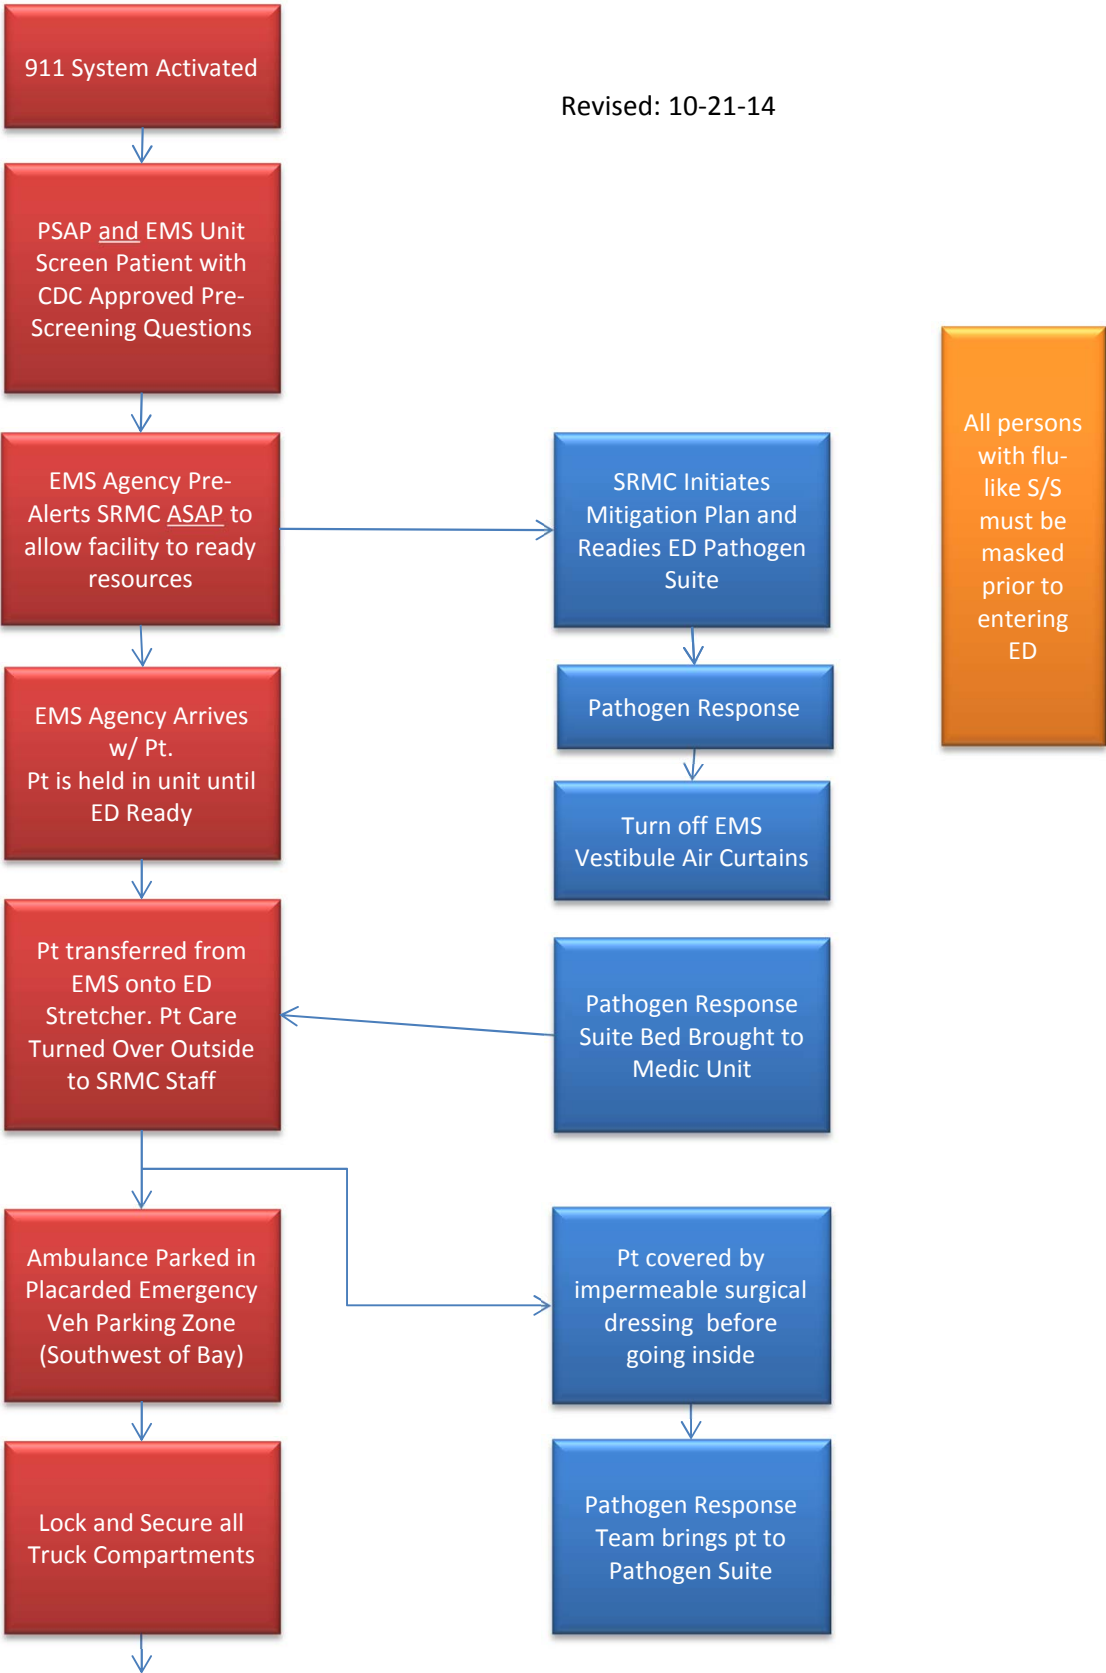 911 System Activated
Revised: 10-21-14
PSAP and EMS Unit
Screen Patient with
CDC Approved Pre-
Screening Questions
EMS Agency Pre-
Alerts SRMC ASAP to
allow facility to ready
resources
SRMC Initiates
Mitigation Plan and
Readies ED Pathogen
Suite
All persons
with flu-
like S/S
must be
masked
prior to
entering
ED
EMS Agency Arrives
w/ Pt.
Pt is held in unit until
ED Ready
Pathogen Response
Turn off EMS
Vestibule Air Curtains
Pt transferred from
EMS onto ED
Stretcher. Pt Care
Turned Over Outside
to SRMC Staff
Pathogen Response
Suite Bed Brought to
Medic Unit
Ambulance Parked in
Placarded Emergency
Veh Parking Zone
(Southwest of Bay)
Pt covered by
impermeable surgical
dressing before
going inside
Lock and Secure all
Truck Compartments
Pathogen Response
Team brings pt to
Pathogen Suite